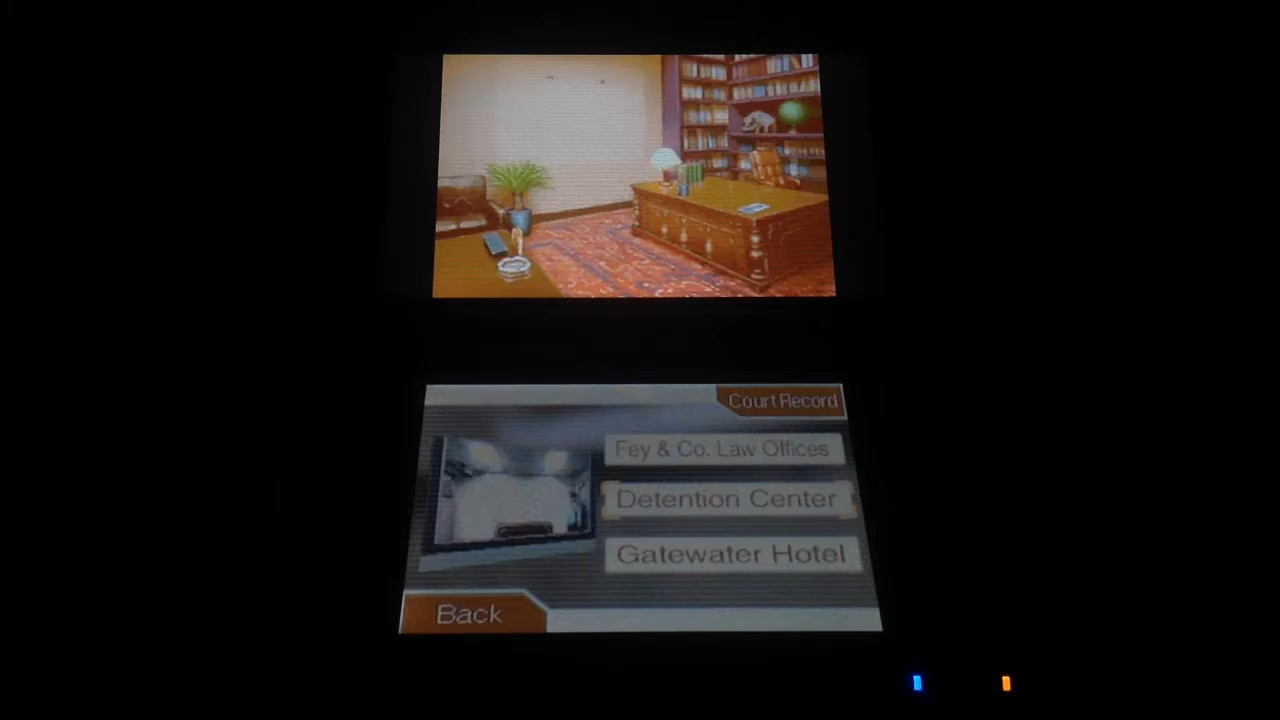 Court Record
Fey & Co. Law Offices
Detention Center
Gatewater Hotel
Back